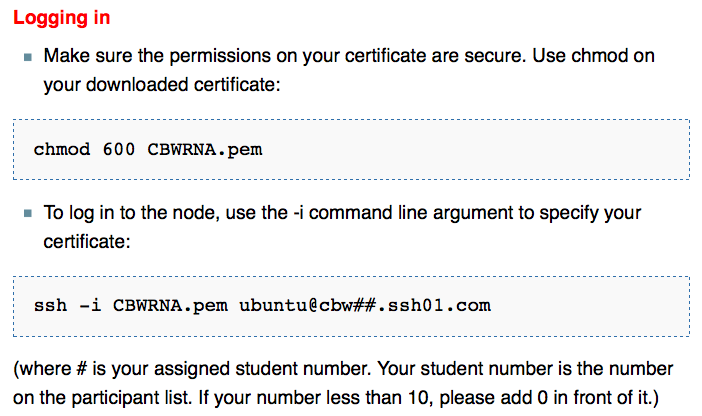 Logging in
Make sure the permissions on your certificate are secure. Use chmod on
your downloaded certificate:
chmod 600 CBWRNA.pem
To log in to the node, use the -i command line argument to specify your
certificate:
ssh -i CBWRNA.pem ubuntu@cbw##.ssh01.com
(where # is your assigned student number. Your student number is the number
on the participant list. If your number less than 10, please add 0 in front of it.)